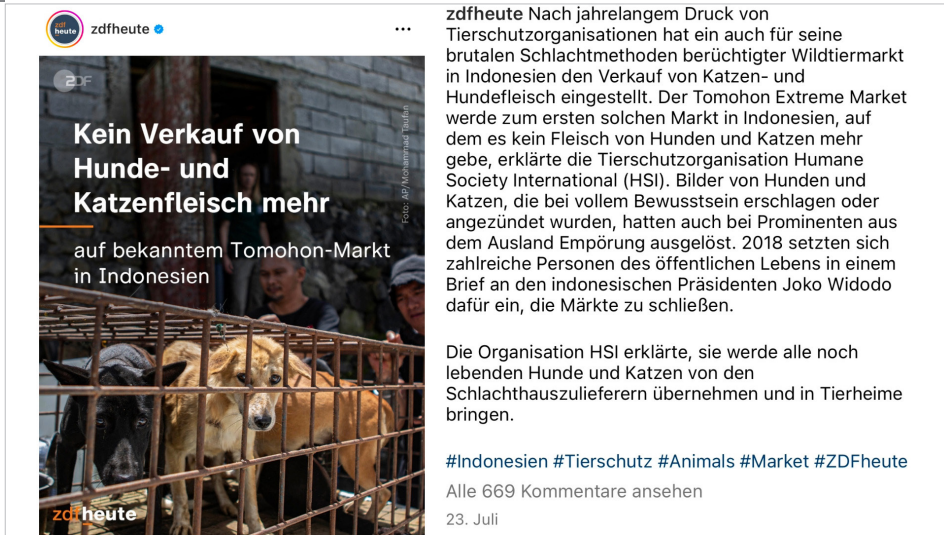 zdfheute
ZDF
Kein Verkauf von
Hunde- und
Katzenfleisch mehr
auf bekanntem Tomohon-Markt
in Indonesien
Foto: AP/Mohammad Taufan
zdfheute
zdf
heute
zdfheute Nach jahrelangem Druck von
Tierschutzorganisationen hat ein auch für seine
brutalen Schlachtmethoden berüchtigter Wildtiermarkt
in Indonesien den Verkauf von Katzen- und
Hundefleisch eingestellt. Der Tomohon Extreme Market
werde zum ersten solchen Markt in Indonesien, auf
dem es kein Fleisch von Hunden und Katzen mehr
gebe, erklärte die Tierschutzorganisation Humane
Society International (HSI). Bilder von Hunden und
Katzen, die bei vollem Bewusstsein erschlagen oder
angezündet wurden, hatten auch bei Prominenten aus
dem Ausland Empörung ausgelöst. 2018 setzten sich
zahlreiche Personen des öffentlichen Lebens in einem
Brief an den indonesischen Präsidenten Joko Widodo
dafür ein, die Märkte zu schließen.
Die Organisation HSI erklärte, sie werde alle noch
lebenden Hunde und Katzen von den
Schlachthauszulieferern übernehmen und in Tierheime
bringen.
#Indonesien #Tierschutz #Animals #Market #ZDFheute
Alle 669 Kommentare ansehen
23. Juli